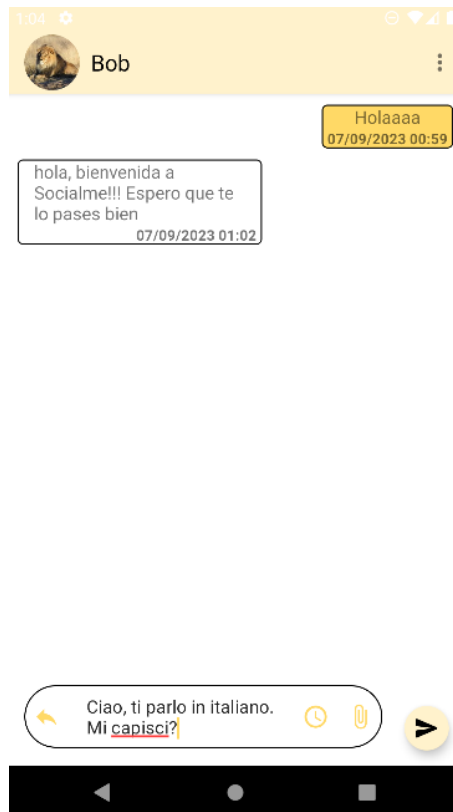 1:04
Bob
Holaaaa
07/09/2023 00:59
hola, bienvenida a
Socialme!!! Espero que te
lo pases bien
07/09/2023 01:02
Ciao, ti parlo in italiano.
Mi capisci?